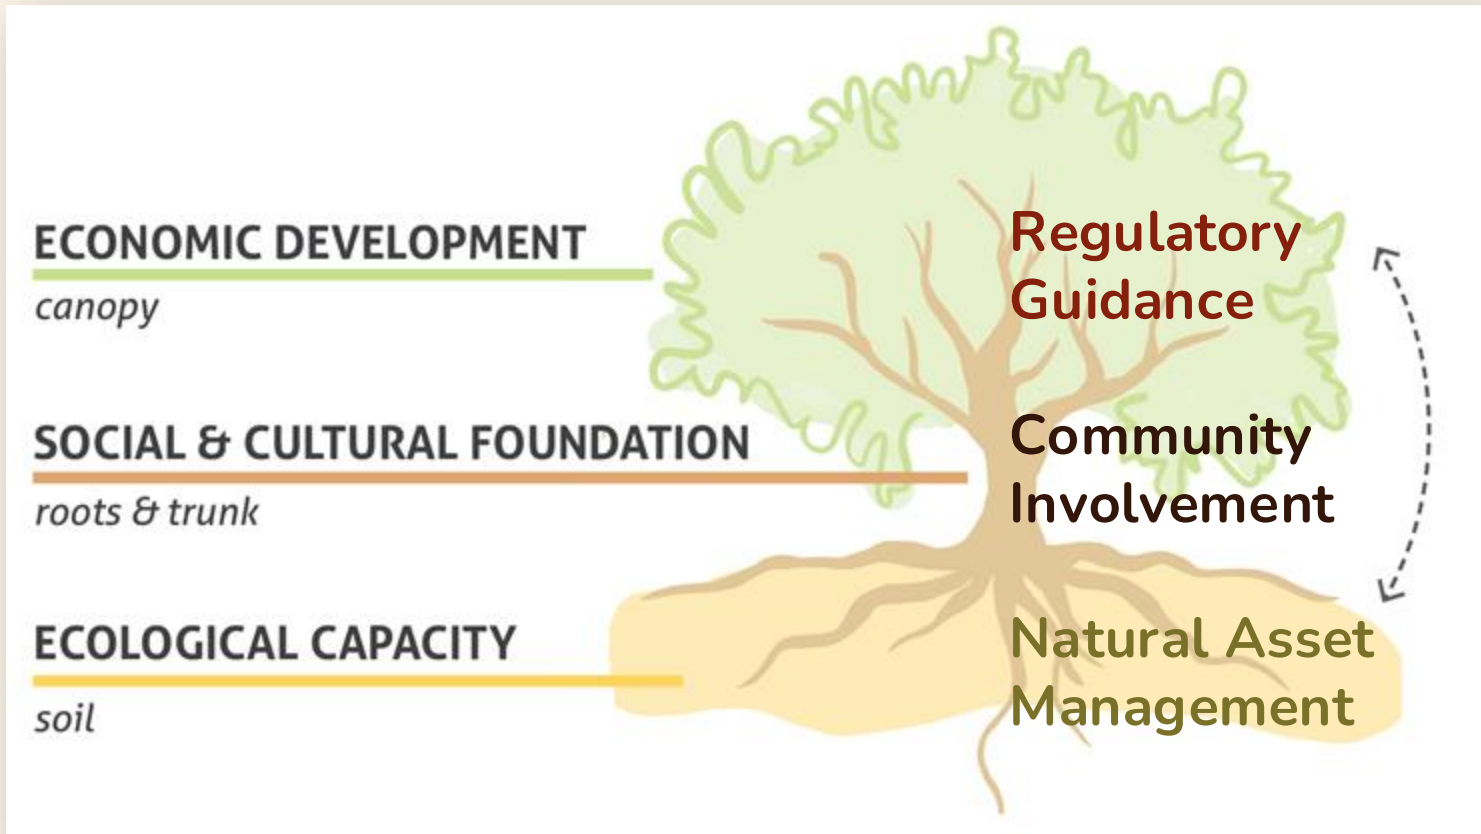 ECONOMIC DEVELOPMENT
canopy
Regulatory
Guidance
SOCIAL & CULTURAL FOUNDATION
roots & trunk
Community
Involvement
ECOLOGICAL CAPACITY
soil
Natural Asset
Management